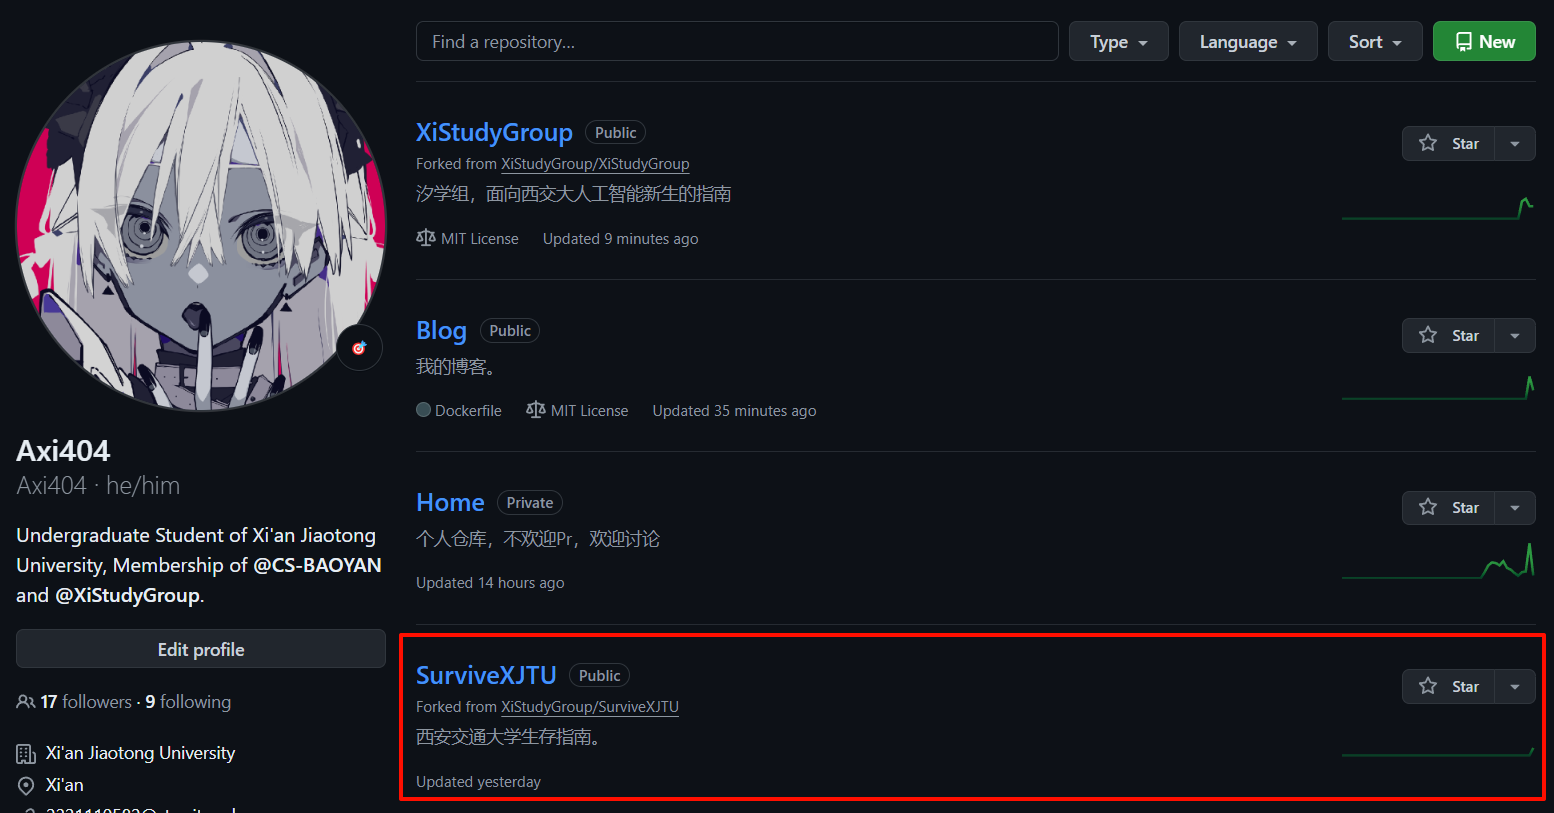 Find a repository...
Type
Language
Sort
New
XiStudyGroup
Public
Star
Forked from XiStudyGroup/XiStudyGroup
汐学组，面向西交大人工智能新生的指南
MIT License
Updated 9 minutes ago
Blog
Public
Star
我的博客。
Dockerfile
MIT License
Updated 35 minutes ago
Home
Private
Star
个人仓库，不欢迎Pr，欢迎讨论
Updated 14 hours ago
SurviveXJTU
Public
Star
Forked from XiStudyGroup/SurviveXJTU
西安交通大学生存指南。
Updated yesterday
Axi404
Axi404 · he/him
Undergraduate Student of Xi'an Jiaotong
University, Membership of @CS-BAOYAN
and @XiStudyGroup.
Edit profile
17 followers · 9 following
Xi'an Jiaotong University
Xi'an